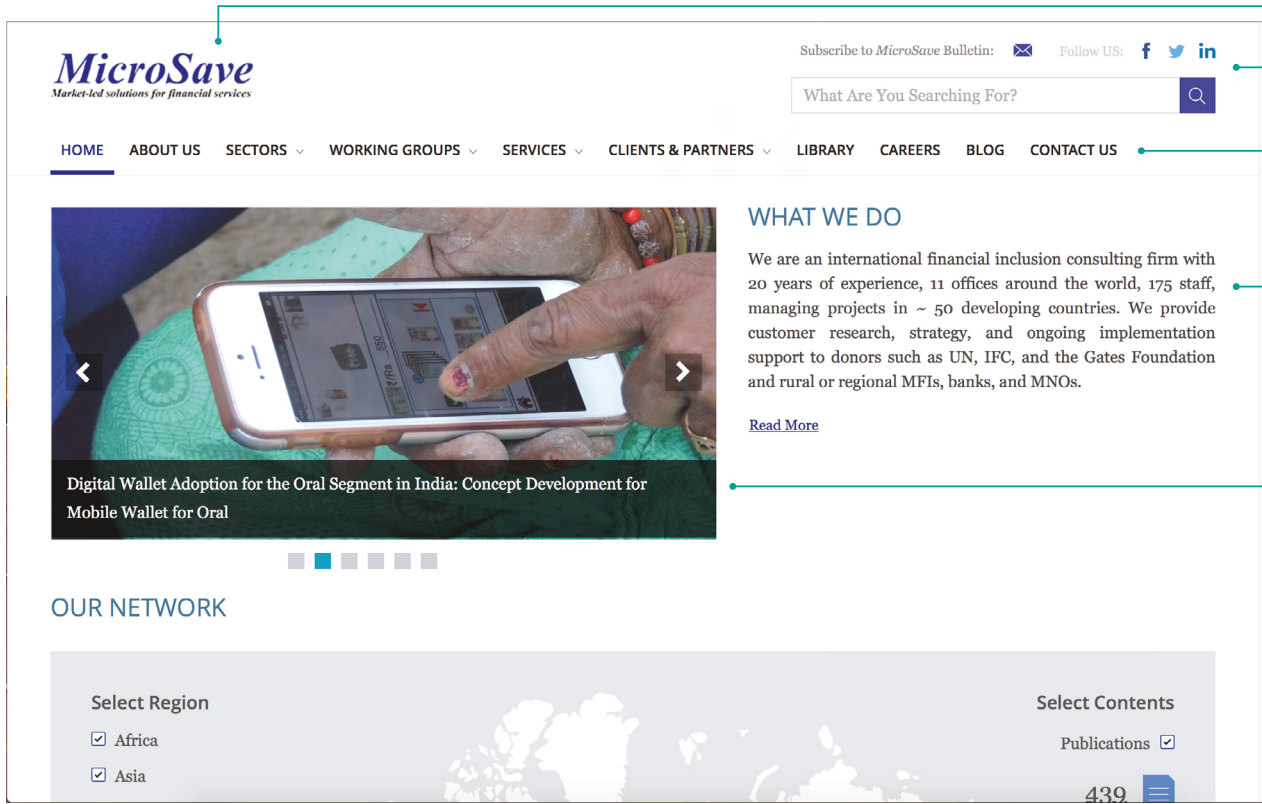 MicroSave
Market-led solutions for financial services
Subscribe to MicroSave Bulletin:
Follow US:
What Are You Searching For?
HOME ABOUT US SECTORS WORKING GROUPS SERVICES CLIENTS & PARTNERS LIBRARY CAREERS BLOG CONTACT US
Digital Wallet Adoption for the Oral Segment in India: Concept Development for
Mobile Wallet for Oral
WHAT WE DO
We are an international financial inclusion consulting firm with
20 years of experience, 11 offices around the world, 175 staff,
managing projects in ~ 50 developing countries. We provide
customer research, strategy, and ongoing implementation
support to donors such as UN, IFC, and the Gates Foundation
and rural or regional MFIs, banks, and MNOs.
Read More
OUR NETWORK
Select Region
Africa
Asia
Select Contents
Publications
439